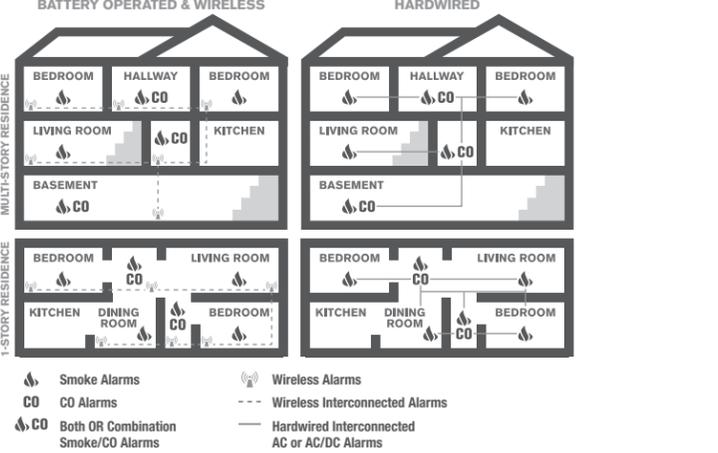 BATTERY OPERATED & WIRELESS
HARDWIRED
MULTI-STORY RESIDENCE
BEDROOM
HALLWAY
BEDROOM
CO
LIVING ROOM
CO
KITCHEN
BASEMENT
CO
BEDROOM
HALLWAY
BEDROOM
CO
LIVING ROOM
CO
KITCHEN
BASEMENT
CO
1-STORY RESIDENCE
BEDROOM
LIVING ROOM
CO
KITCHEN
DINING
ROOM
CO
BEDROOM
BEDROOM
LIVING ROOM
CO
KITCHEN
DINING
ROOM
CO
BEDROOM
Smoke Alarms
CO CO Alarms
CO Both OR Combination
Smoke/CO Alarms
Wireless Alarms
Wireless Interconnected Alarms
Hardwired Interconnected
AC or AC/DC Alarms